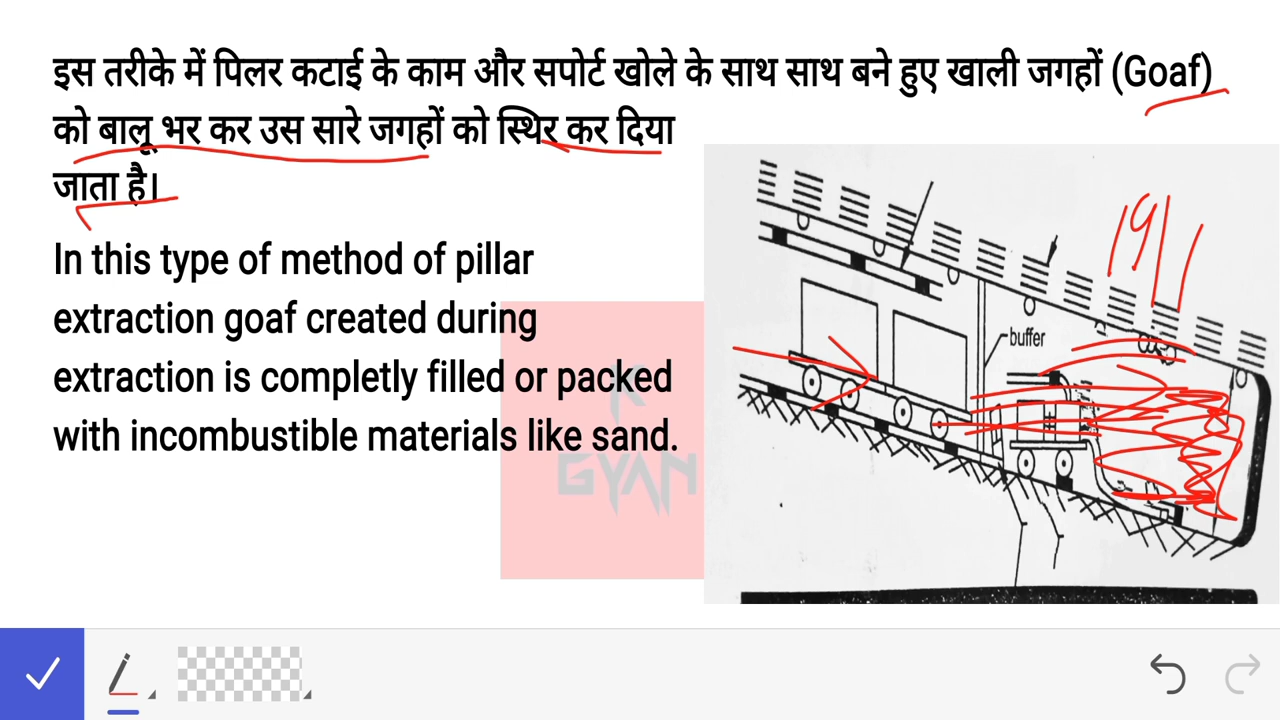 इस तरीके में पिलर कटाई के काम और सपोर्ट खोले के साथ साथ बने हुए खाली जगहों (Goaf)
को बालू भर कर उस सारे जगहों को स्थिर कर दिया
जाता है।
In this type of method of pillar
extraction goaf created during
extraction is completly filled or packed
with incombustible materials like sand.
1911
buffer
K
GYAN